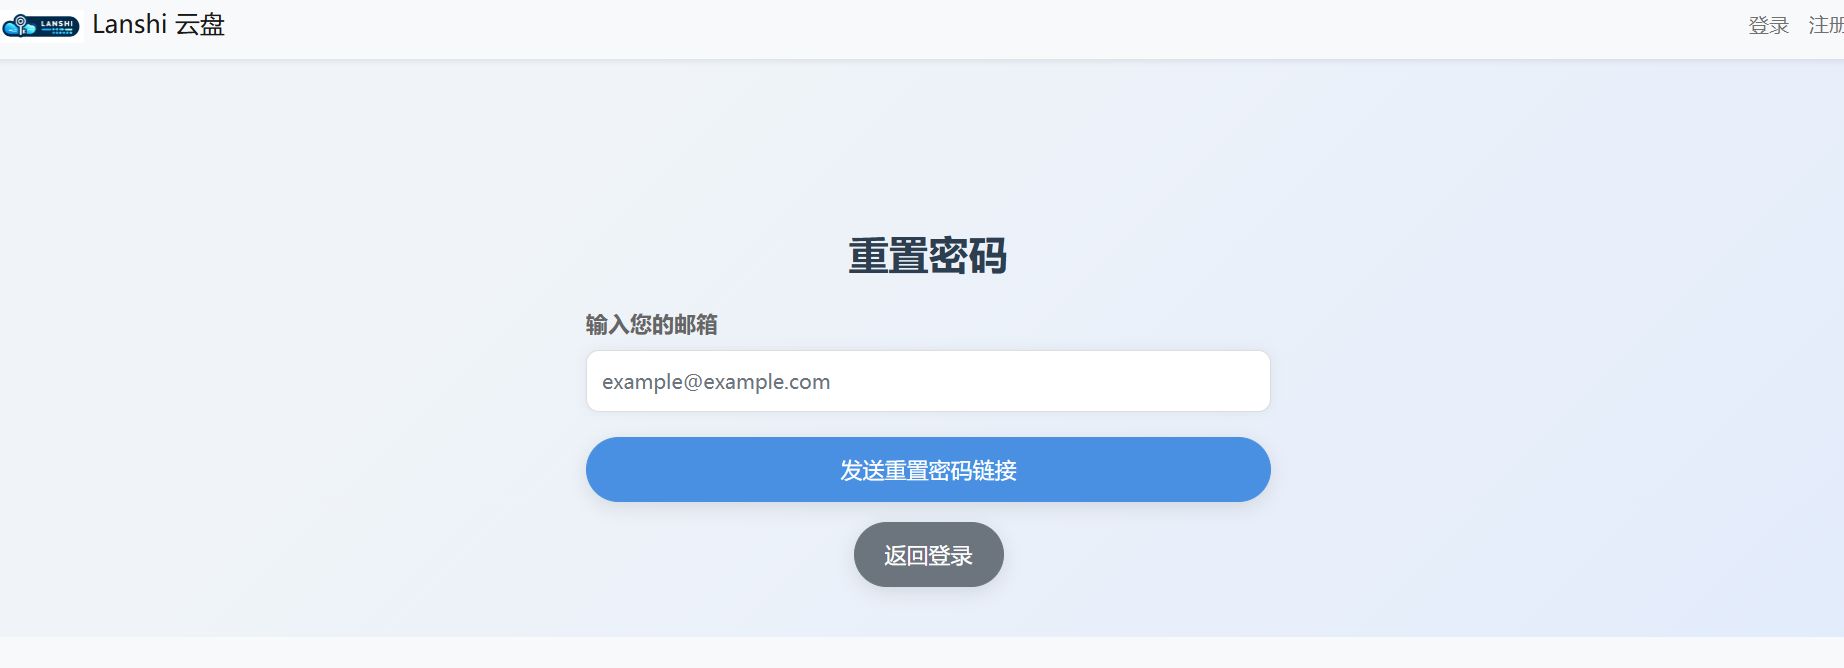 LANSHI
Lanshi 云盘
登录 注册
重置密码
输入您的邮箱
example@example.com
发送重置密码链接
返回登录